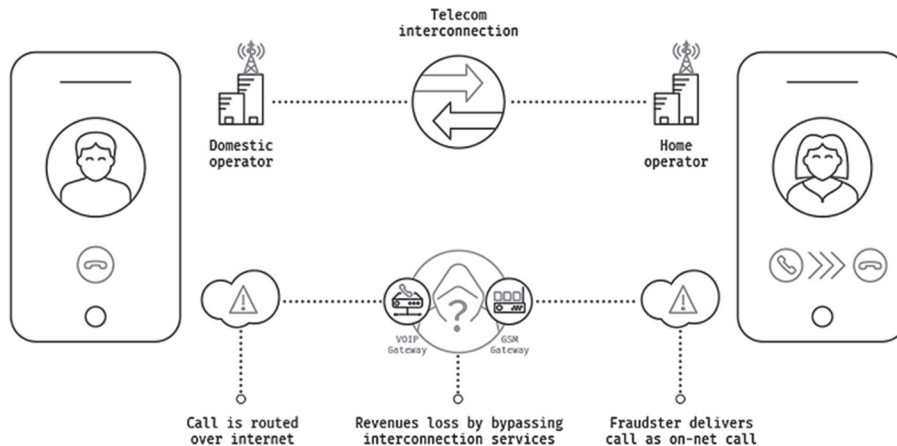 Telecom
interconnection
Domestic
operator
Home
operator
?
VOIP
Gateway
GSM
Gateway
Call is routed
over internet
Revenues loss by bypassing
interconnection services
Fraudster delivers
call as on-net call